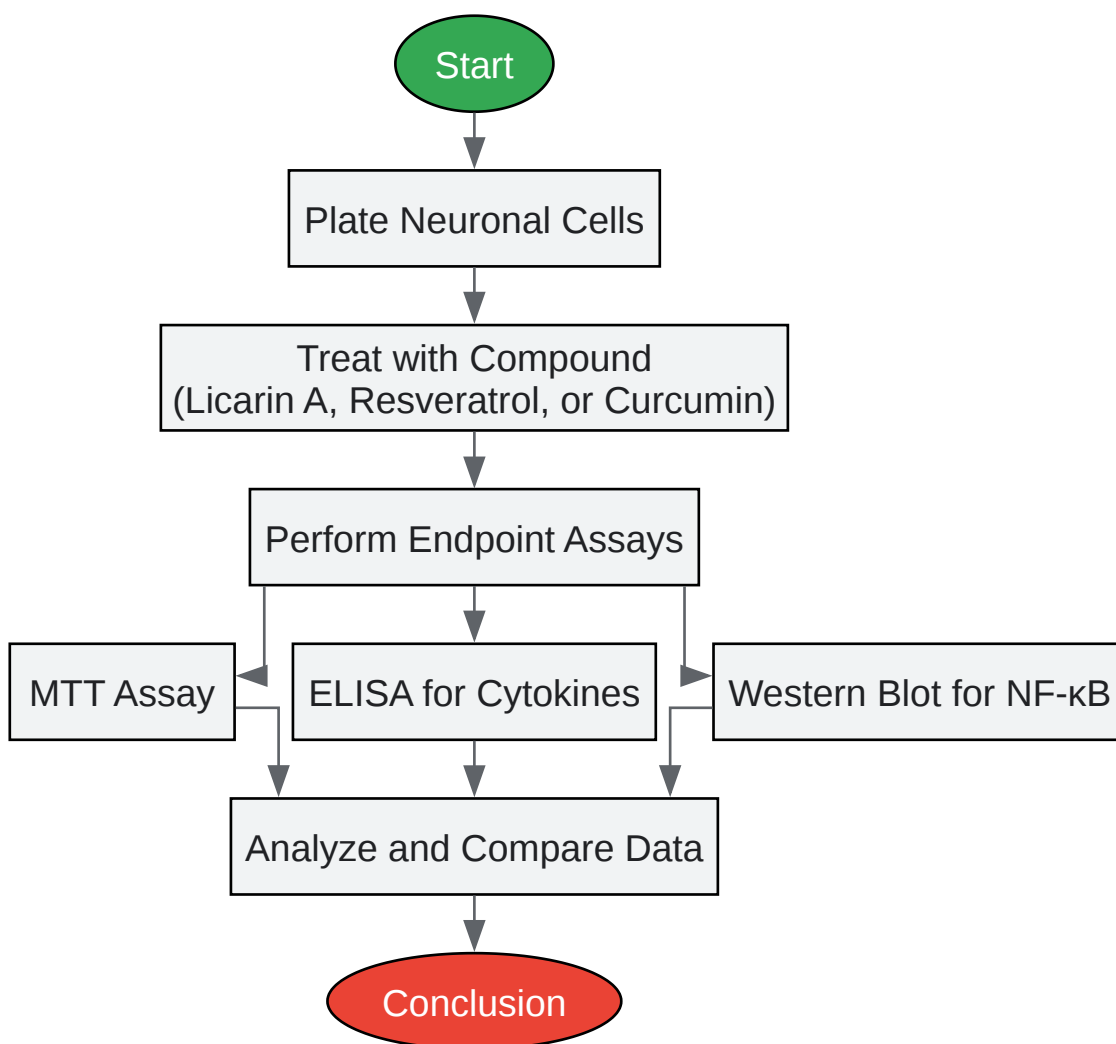 Start
Plate Neuronal Cells
Treat with Compound
(Licarin A, Resveratrol, or Curcumin)
Perform Endpoint Assays
MTT Assay
ELISA for Cytokines
Western Blot for NF-κB
Analyze and Compare Data
Conclusion